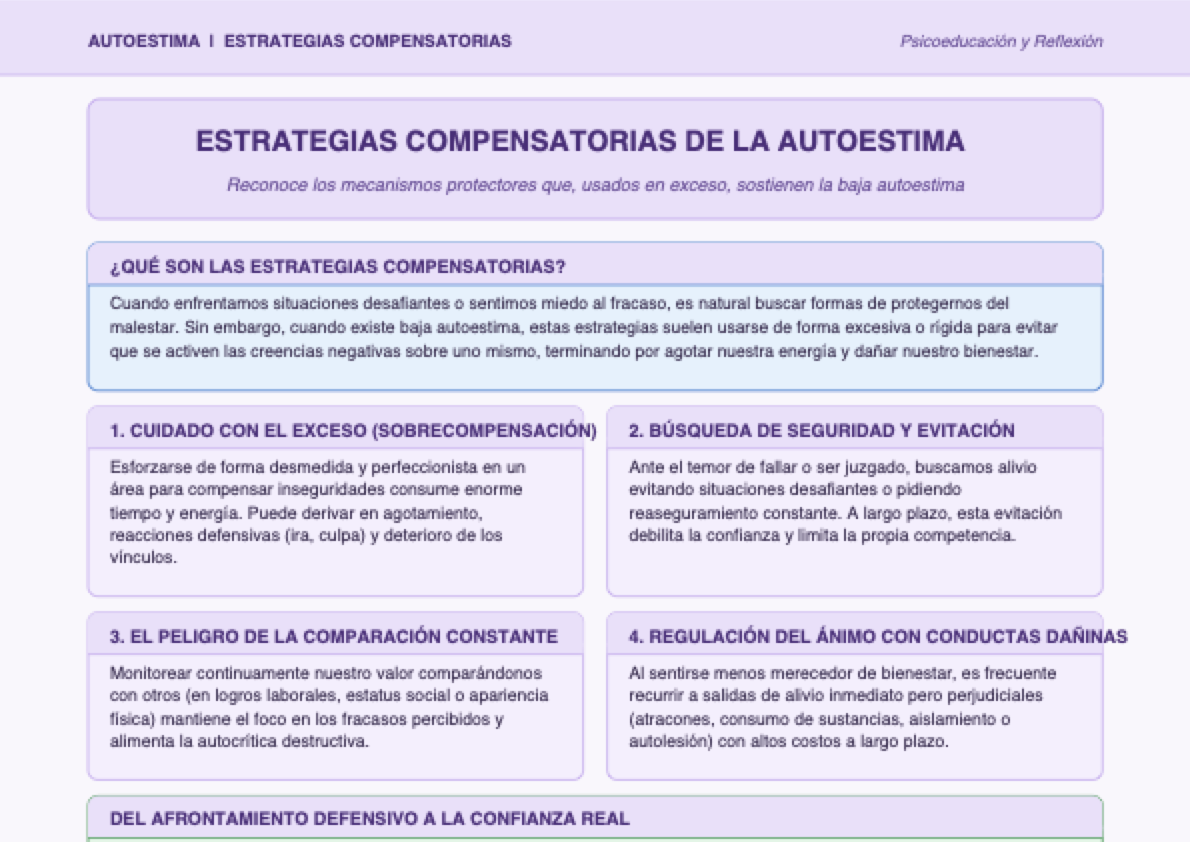 AUTOESTIMA | ESTRATEGIAS COMPENSATORIAS
Psicoeducación y Reflexión
ESTRATEGIAS COMPENSATORIAS DE LA AUTOESTIMA
Reconoce los mecanismos protectores que, usados en exceso, sostienen la baja autoestima
¿QUÉ SON LAS ESTRATEGIAS COMPENSATORIAS?
Cuando enfrentamos situaciones desafiantes o sentimos miedo al fracaso, es natural buscar formas de protegernos del
malestar. Sin embargo, cuando existe baja autoestima, estas estrategias suelen usarse de forma excesiva o rígida para evitar
que se activen las creencias negativas sobre uno mismo, terminando por agotar nuestra energía y dañar nuestro bienestar.
1. CUIDADO CON EL EXCESO (SOBRECOMPENSACIÓN)
Esforzarse de forma desmedida y perfeccionista en un
área para compensar inseguridades consume enorme
tiempo y energía. Puede derivar en agotamiento,
reacciones defensivas (ira, culpa) y deterioro de los
vínculos.
2. BÚSQUEDA DE SEGURIDAD Y EVITACIÓN
Ante el temor de fallar o ser juzgado, buscamos alivio
evitando situaciones desafiantes o pidiendo
reaseguramiento constante. A largo plazo, esta evitación
debilita la confianza y limita la propia competencia.
3. EL PELIGRO DE LA COMPARACIÓN CONSTANTE
Monitorear continuamente nuestro valor comparándonos
con otros (en logros laborales, estatus social o apariencia
física) mantiene el foco en los fracasos percibidos y
alimenta la autocrítica destructiva.
4. REGULACIÓN DEL ÁNIMO CON CONDUCTAS DAÑINAS
Al sentirse menos merecedor de bienestar, es frecuente
recurrir a salidas de alivio inmediato pero perjudiciales
(atracones, consumo de sustancias, aislamiento o
autolesión) con altos costos a largo plazo.
DEL AFRONTAMIENTO DEFENSIVO A LA CONFIANZA REAL